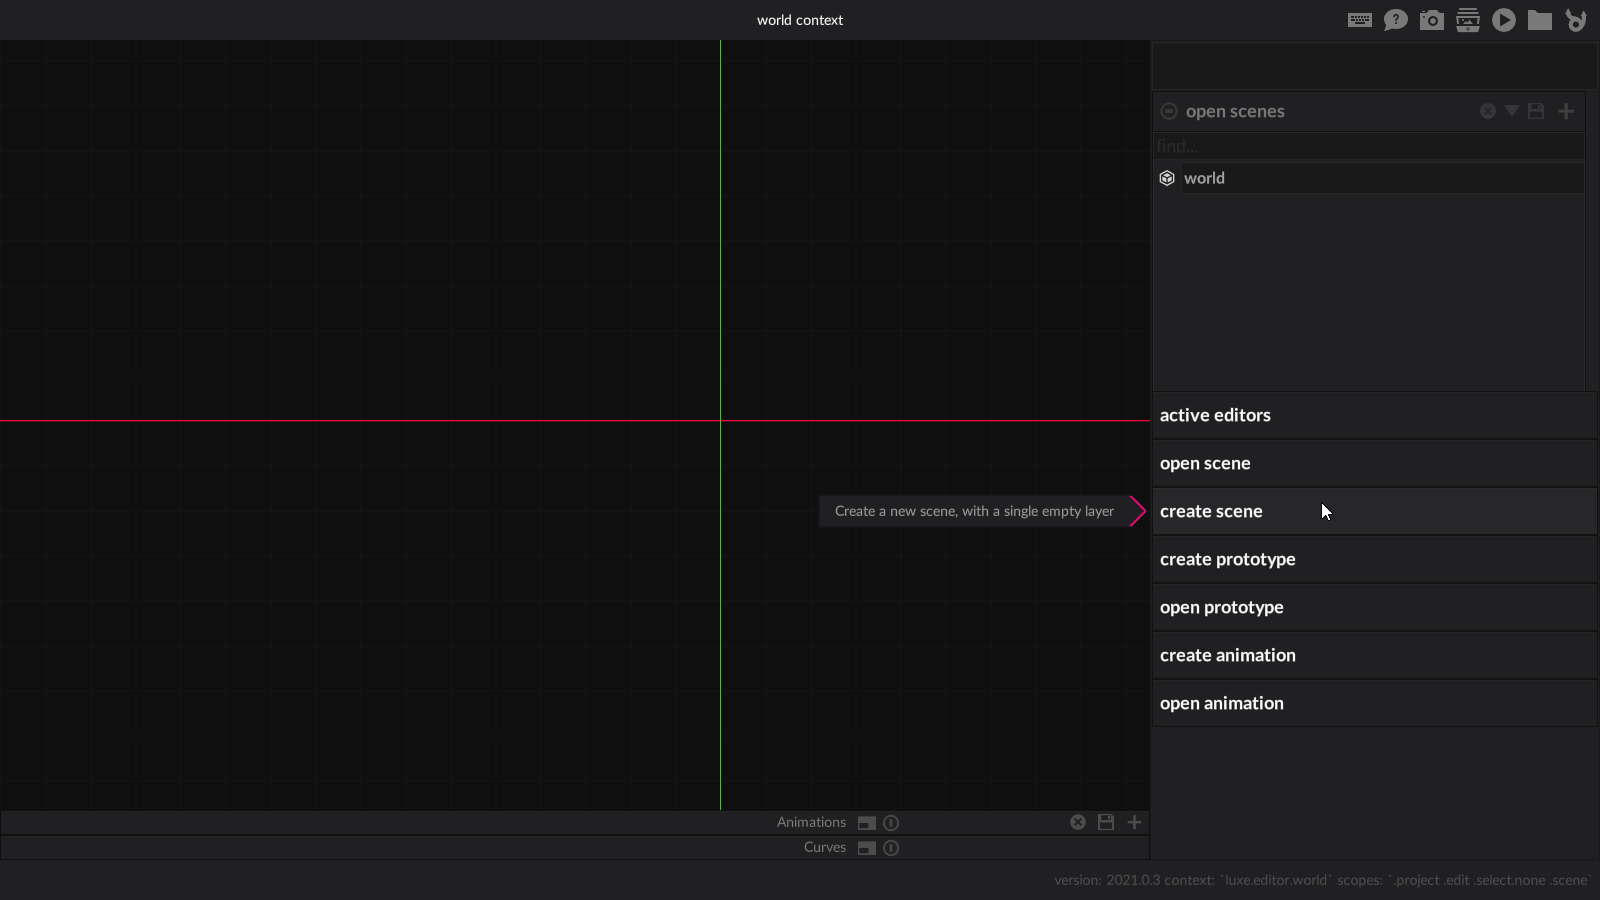 world context
open scenes
find...
world
active editors
open scene
Create a new scene, with a single empty layer
create scene
create prototype
open prototype
create animation
open animation
Animations
Curves
version: 2021.0.3 context: `luxe.editor.world` scopes: `.project .edit .select.none .scene`